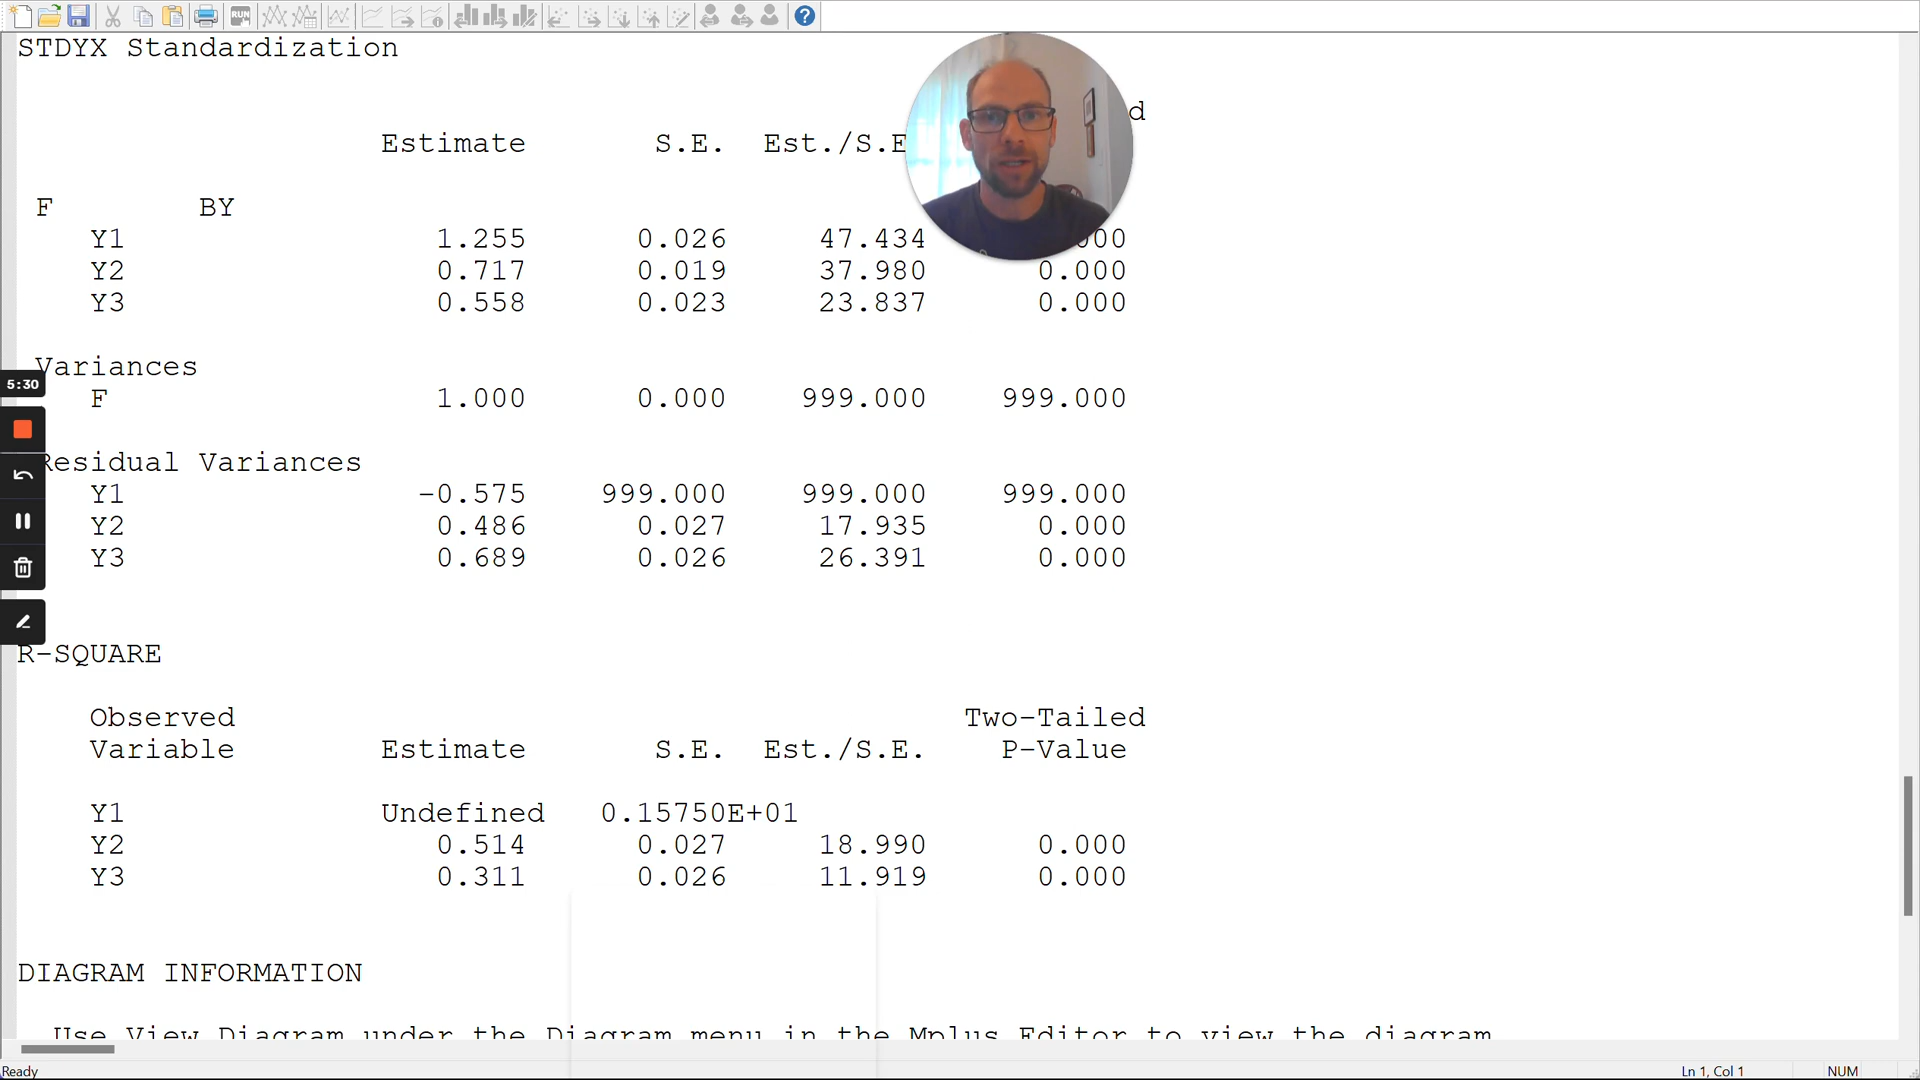 RUN
STDYX Standardization
d
Estimate S.E. Est./S.E
F BY
Y1 1.255 0.026 47.434 000
Y2 0.717 0.019 37.980 0.000
Y3 0.558 0.023 23.837 0.000
Variances
5:30
F 1.000 0.000 999.000 999.000
Residual Variances
Y1 -0.575 999.000 999.000 999.000
Y2 0.486 0.027 17.935 0.000
Y3 0.689 0.026 26.391 0.000
R-SQUARE
Observed Two-Tailed
Variable Estimate S.E. Est./S.E. P-Value
Y1 Undefined 0.15750E+01
Y2 0.514 0.027 18.990 0.000
Y3 0.311 0.026 11.919 0.000
DIAGRAM INFORMATION
Use View Diagram under the Diagram menu in the Mplus Editor to view the diagram
Ready Ln 1, Col 1 NUM